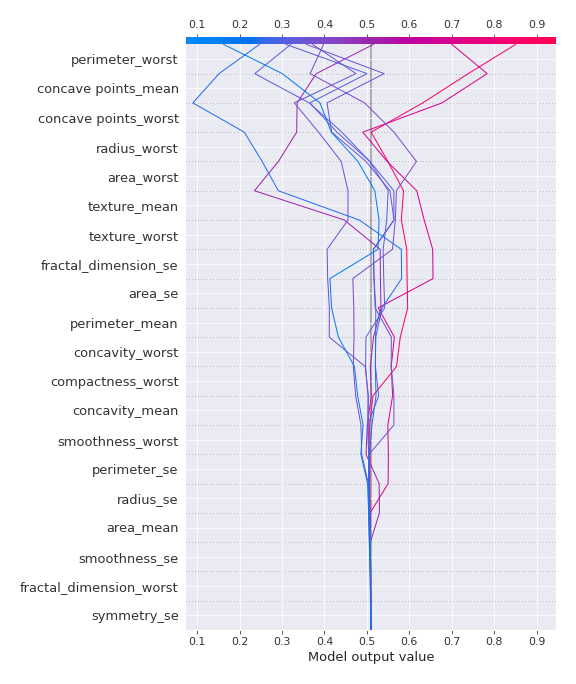 0.1 0.2 0.3 0.4 0.5 0.6 0.7 0.8 0.9
perimeter_worst
concave points_mean
concave points_worst
radius_worst
area_worst
texture_mean
texture_worst
fractal_dimension_se
area_se
perimeter_mean
concavity_worst
compactness_worst
concavity_mean
smoothness_worst
perimeter_se
radius_se
area_mean
smoothness_se
fractal_dimension_worst
symmetry_se
0.1 0.2 0.3 0.4 0.5 0.6 0.7 0.8 0.9
Model output value